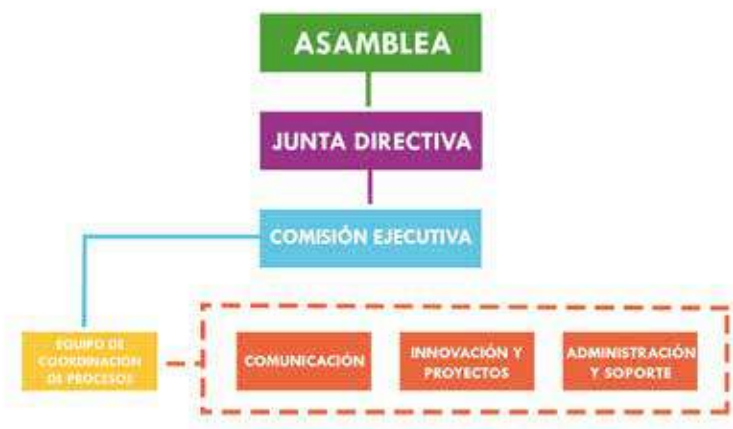 ASAMBLEA
JUNTA DIRECTIVA
COMISIÓN EJECUTIVA
EQUIPO DE
COORDINACIÓN
DE PROCESOS
COMUNICACIÓN
INNOVACIÓN Y
PROYECTOS
ADMINISTRACIÓN
Y SOPORTE